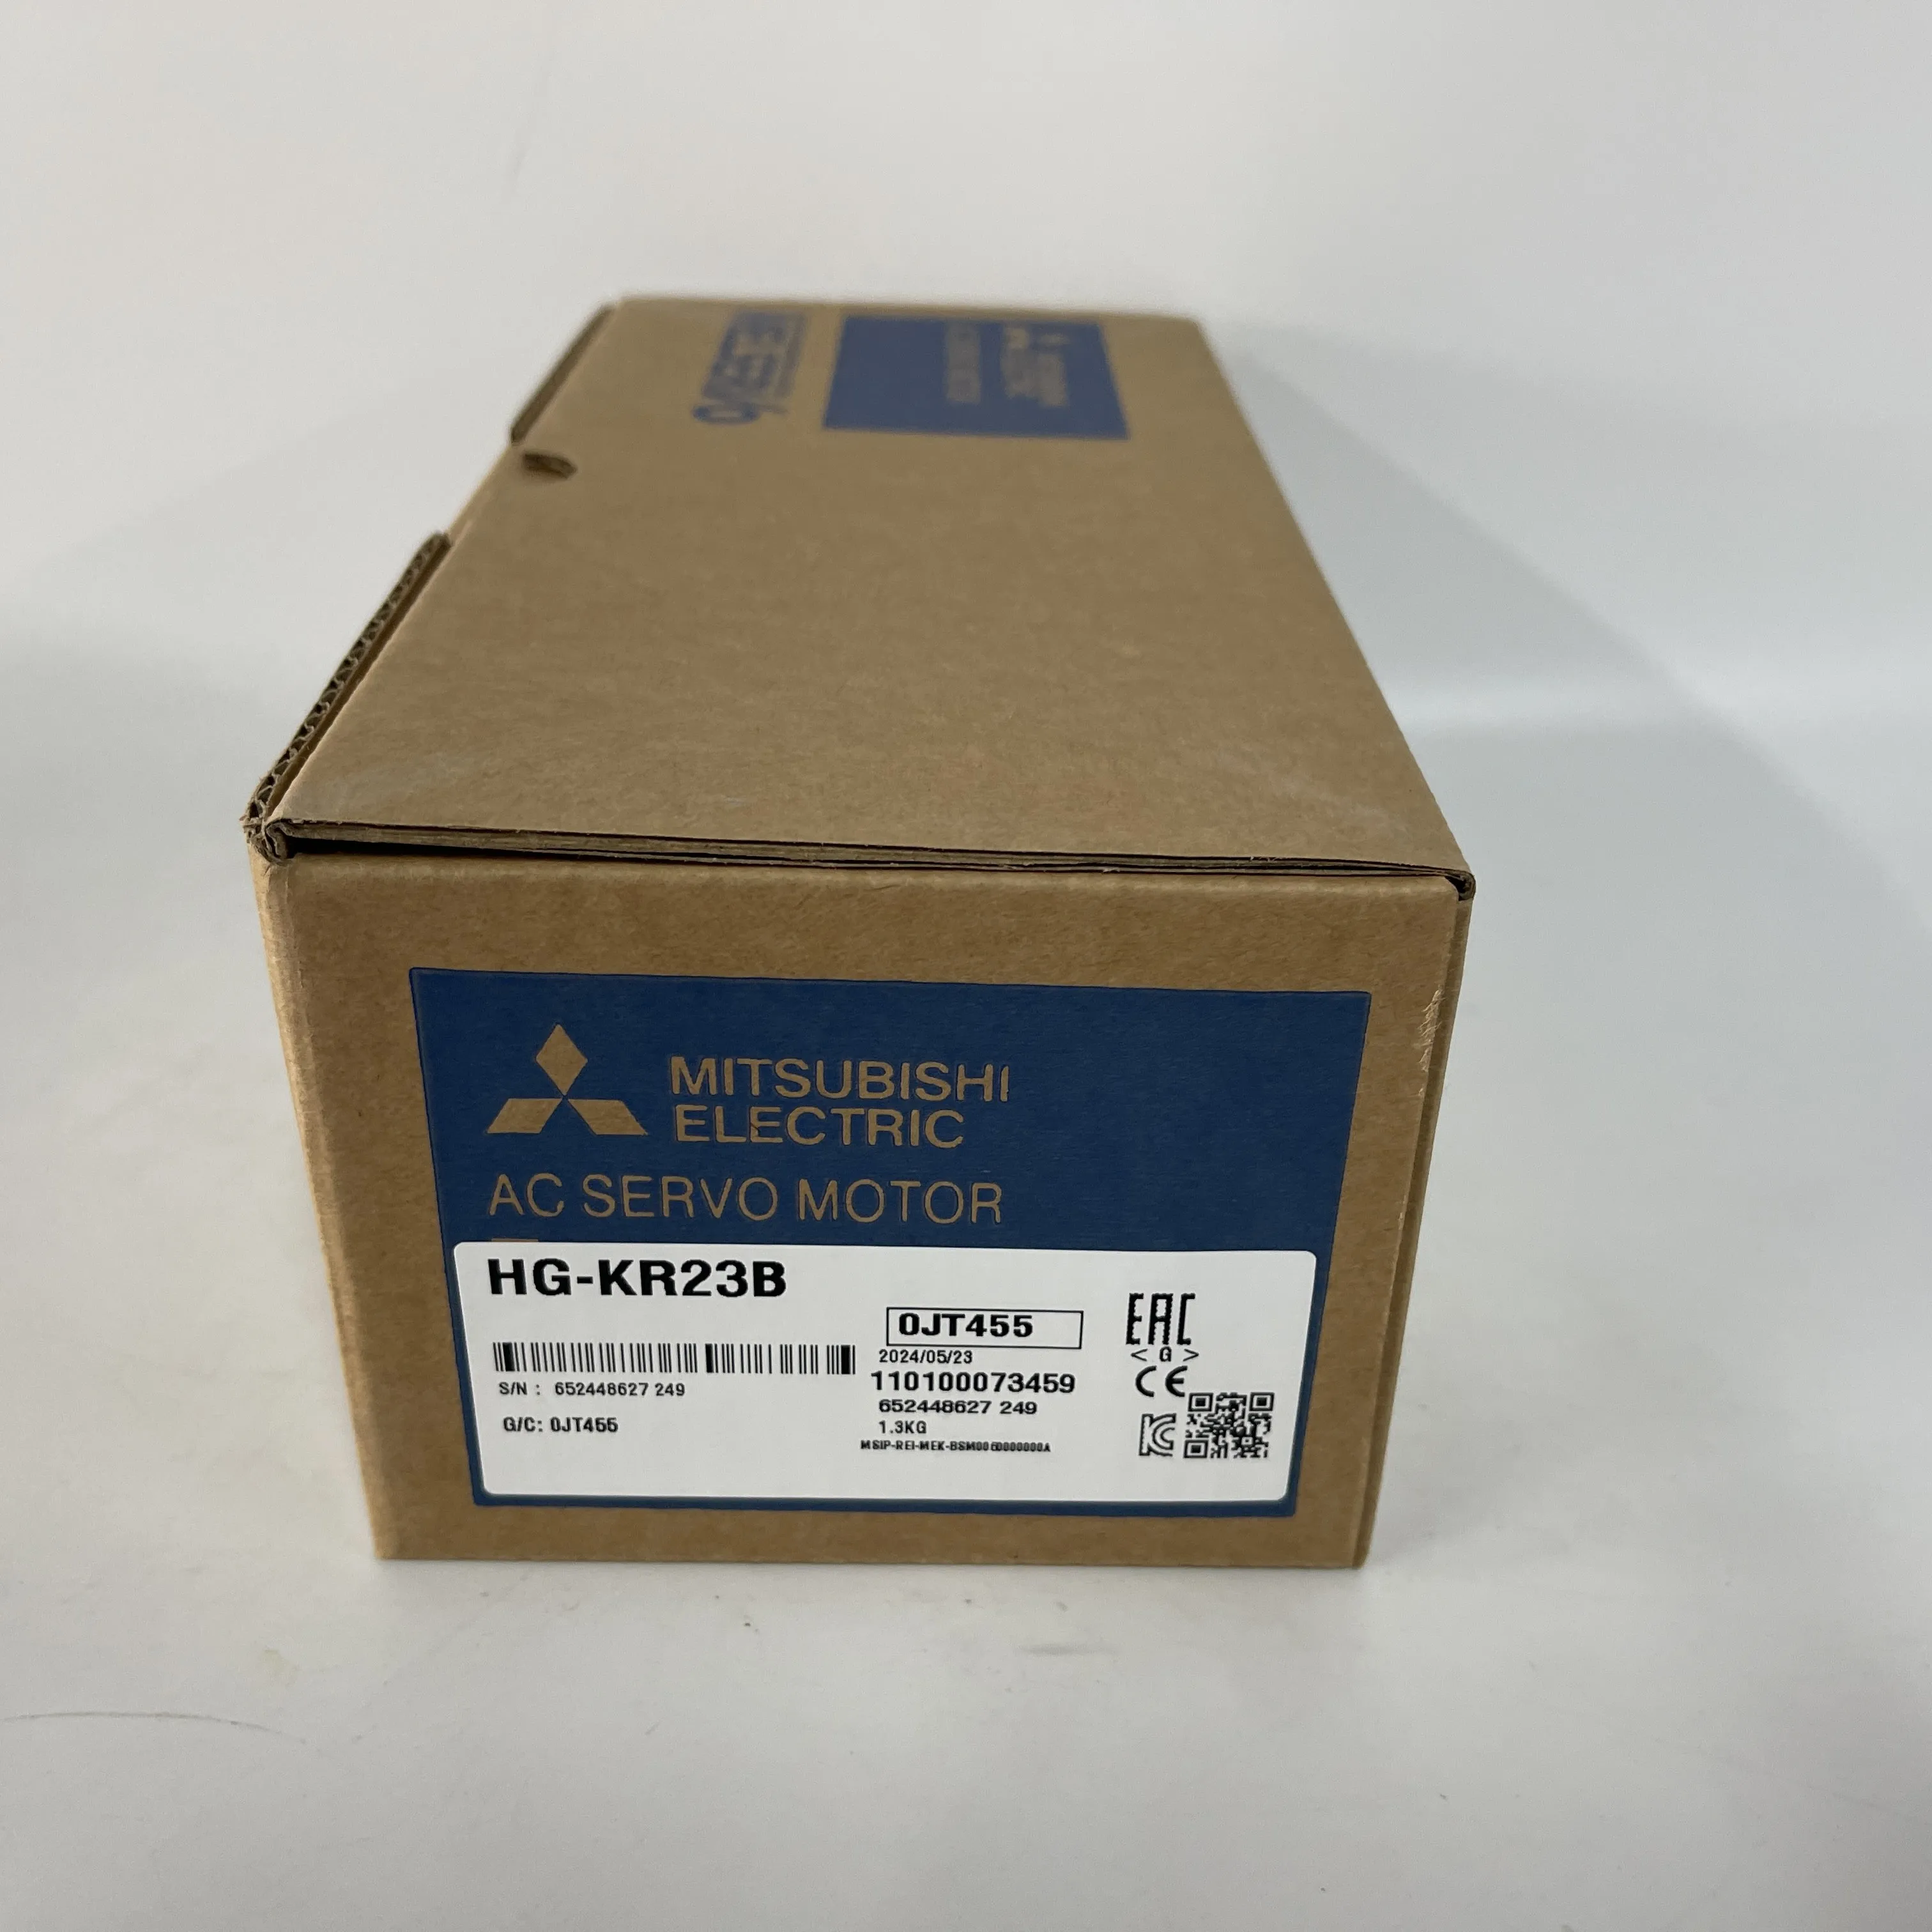 MITSUBISHI
ELECTRIC
AC SERVO MOTOR
HG-KR23B
0JT455
2024/05/23
110100073459
S/N : 652448627 249
652448627 249
G/C: 0JT455
1.3KG
EAC
< G >
CE